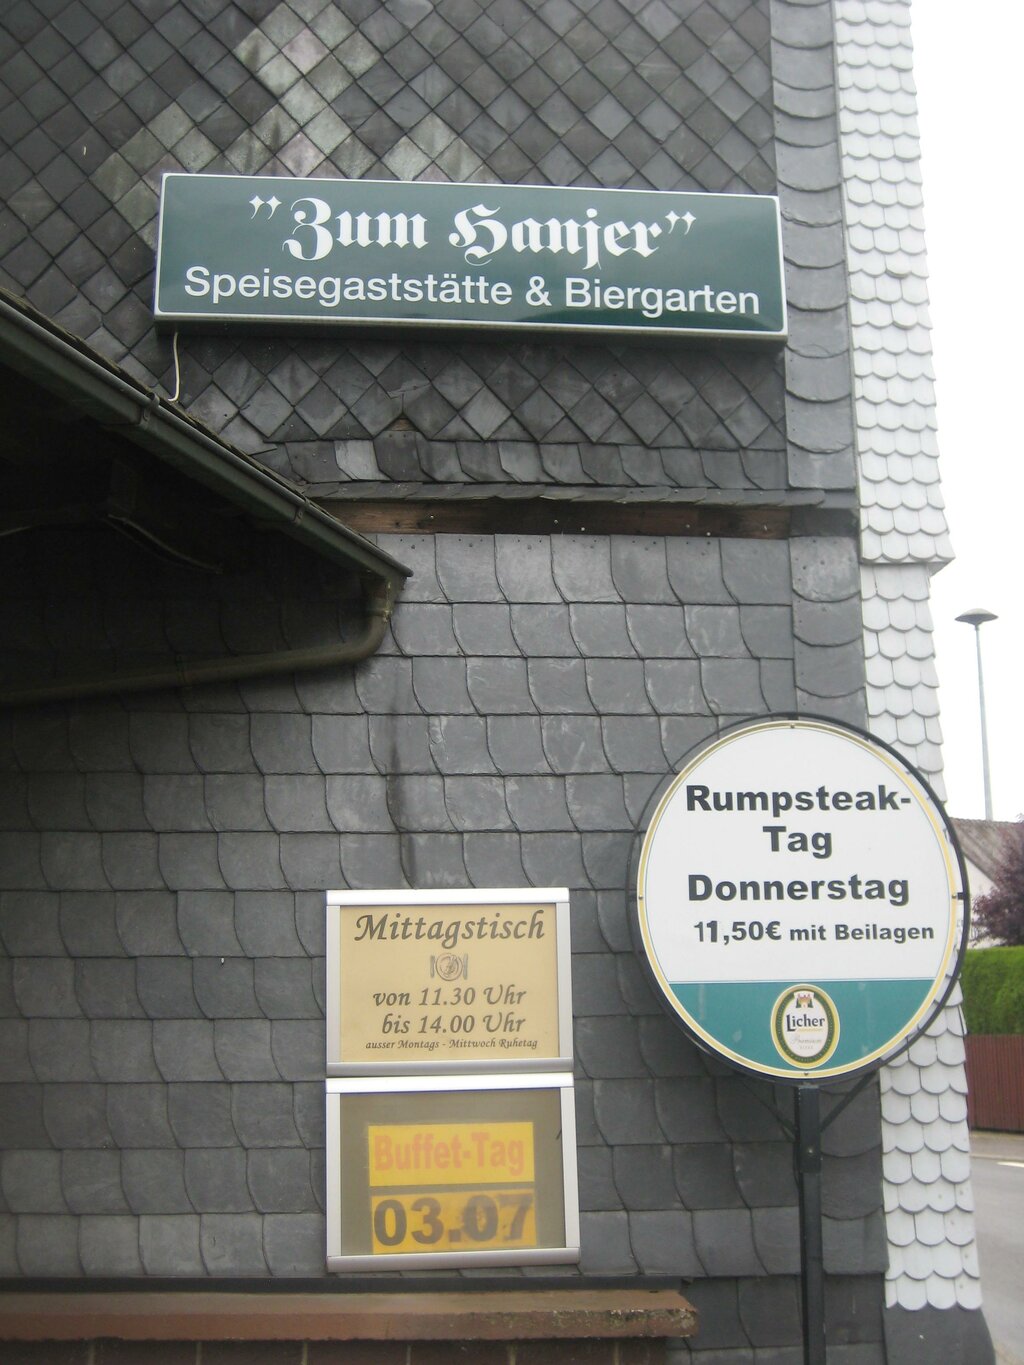 "Zum Hanjer"
Speisegaststätte & Biergarten
Rumpsteak-
Tag
Donnerstag
11,50€ mit Beilagen
Licher
Premium
Mittagstisch
von 11.30 Uhr
bis 14.00 Uhr
ausser Montags - Mittwoch Ruhetag
Buffet-Tag
03.07